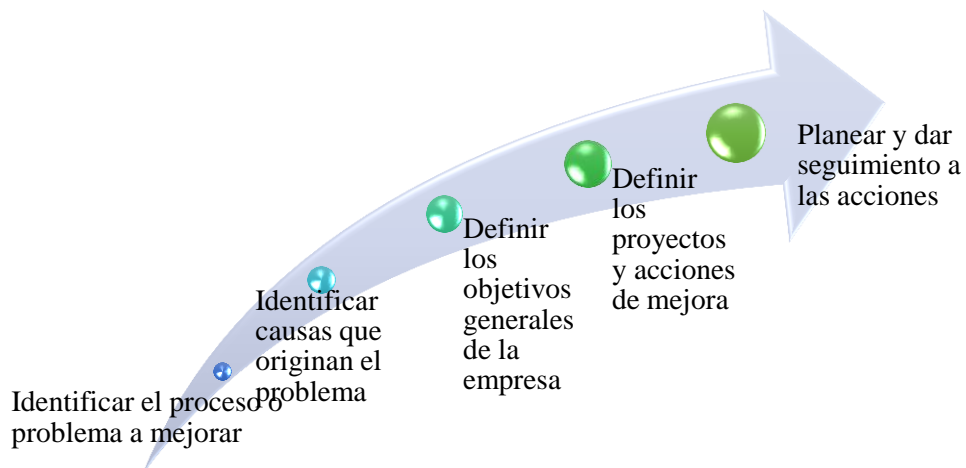 Identificar el proceso o
problema a mejorar
Identificar
causas que
originan el
problema
Definir
los
objetivos
generales
de la
empresa
Definir
los
proyectos
y acciones
de mejora
Planear y dar
seguimiento a
las acciones